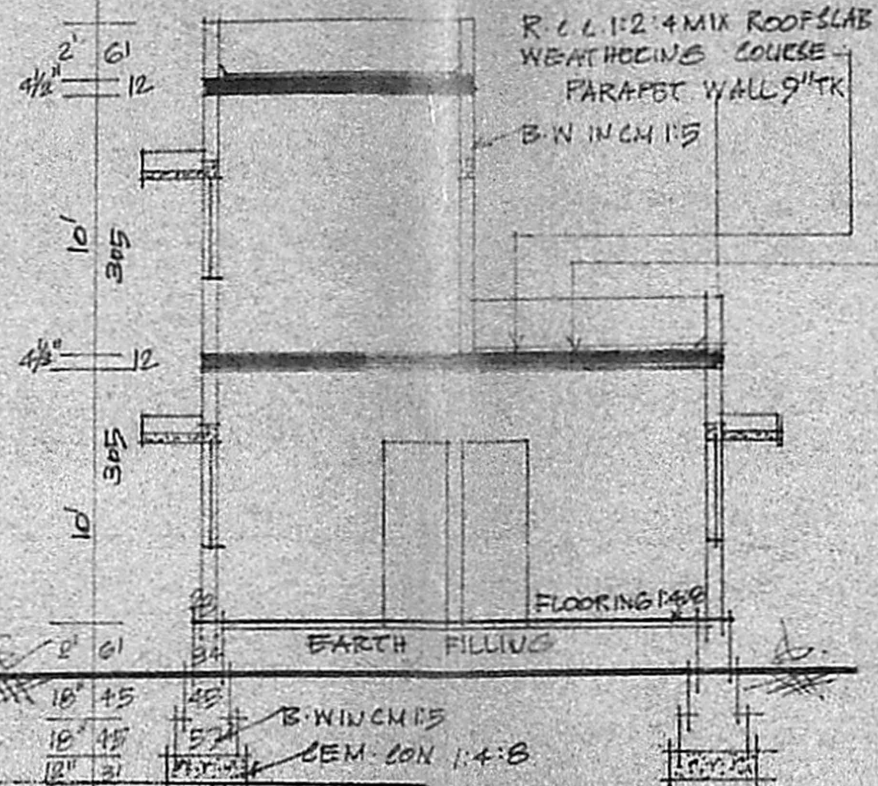 R.C.C. 1:2:4 MIX ROOF SLAB
WEATHERING COURSE
PARAPET WALL 9" TK
B.W IN CM 1:5
2' 61
4½" 12
10' 305
4½" 12
10' 305
FLOORING 1:4:8
EARTH FILLING
2' 61
18" 45 45
18" 45
12" 31
B.W IN CM 1:5
CEM. CON 1:4:8